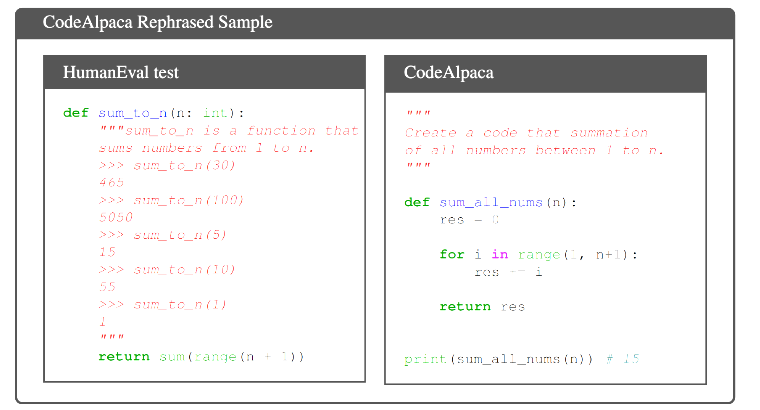 CodeAlpaca Rephrased Sample
HumanEval test
def sum_to_n(n: int):
"""sum_to_n is a function that
sums numbers from 1 to n.
>>> sum_to_n(30)
465
>>> sum_to_n(100)
5050
>>> sum_to_n(5)
15
>>> sum_to_n(10)
55
>>> sum_to_n(1)
1
"""
return sum(range(n + 1))
CodeAlpaca
"""
Create a code that summation
of all numbers between 1 to n.
"""
def sum_all_nums(n):
res = 0
for i in range(1, n+1):
res += i
return res
print(sum_all_nums(n)) # 15